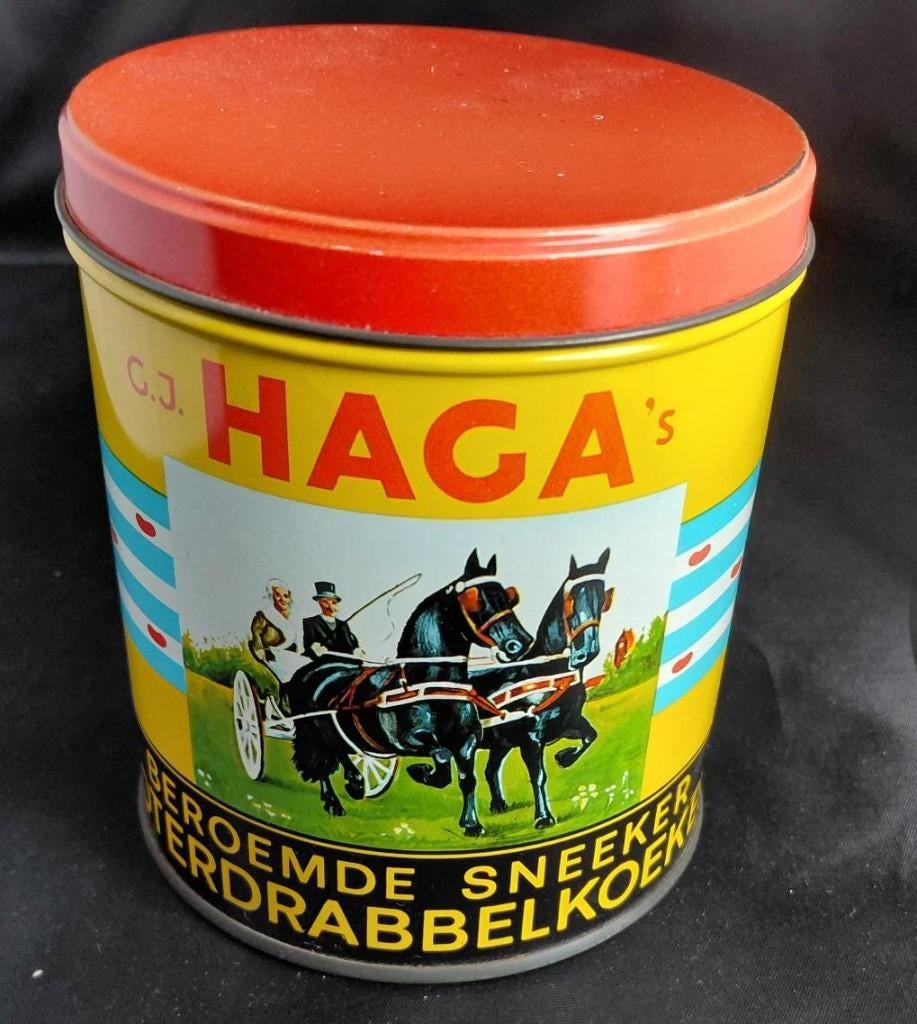 G.J. HAGA's
BEROEMDE SNEEKER
TERDRABBELKOEKE